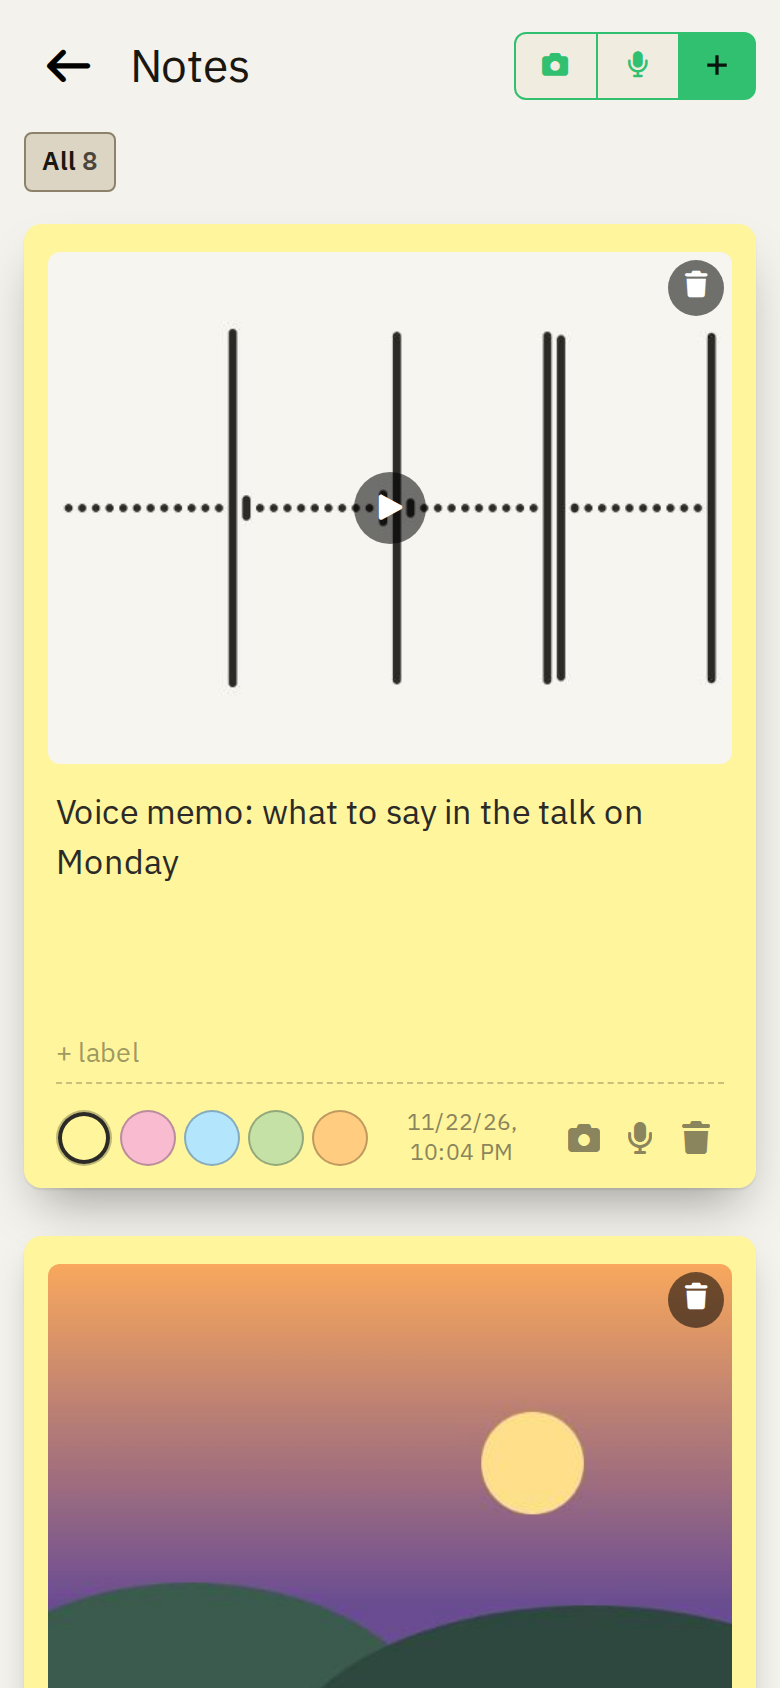 Notes
All 8
Voice memo: what to say in the talk on
Monday
+ label
11/22/26,
10:04 PM